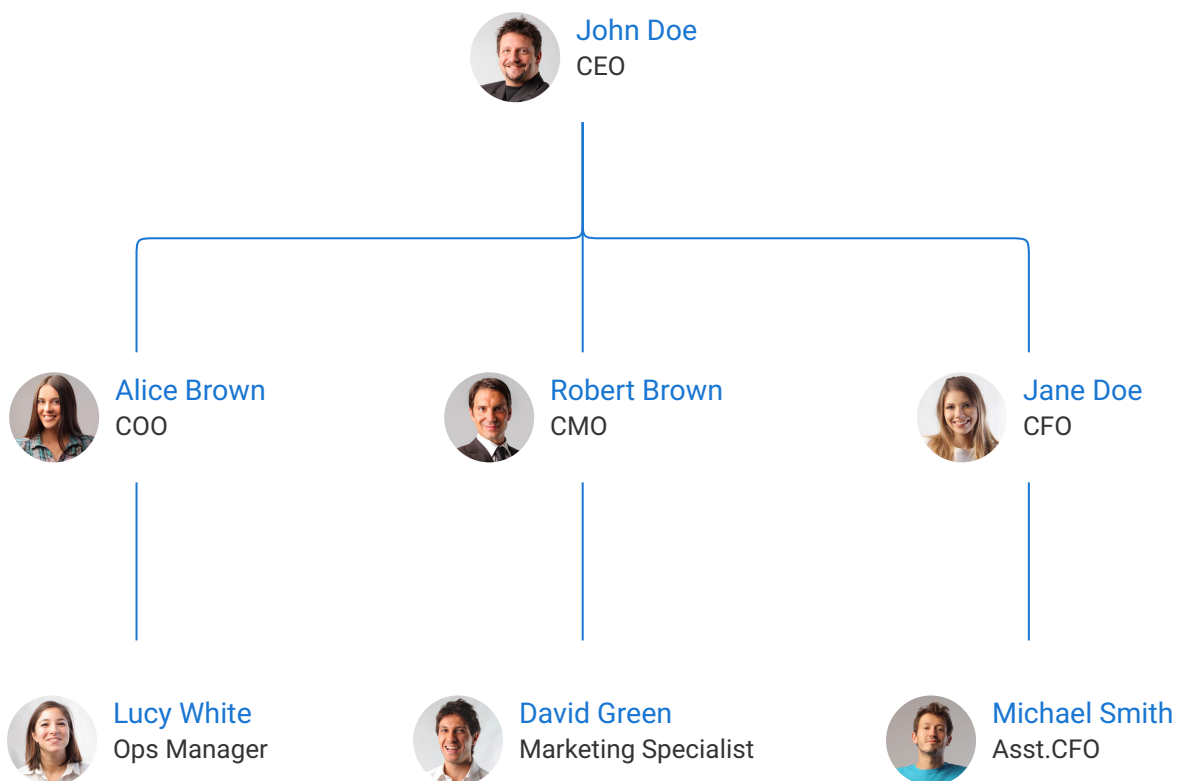 John Doe
CEO
Alice Brown
COO
Robert Brown
CMO
Jane Doe
CFO
Lucy White
Ops Manager
David Green
Marketing Specialist
Michael Smith
Asst.CFO